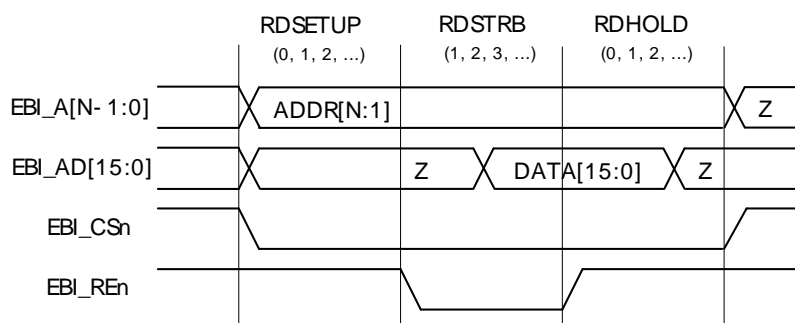 RDSETUP RDSTRB RDHOLD
(0, 1, 2, ...) (1, 2, 3, ...) (0, 1, 2, ...)
EBI_A[N- 1:0] ADDR[N:1] Z
EBI_AD[15:0] Z DATA[15:0] Z
EBI_CSn
EBI_REn